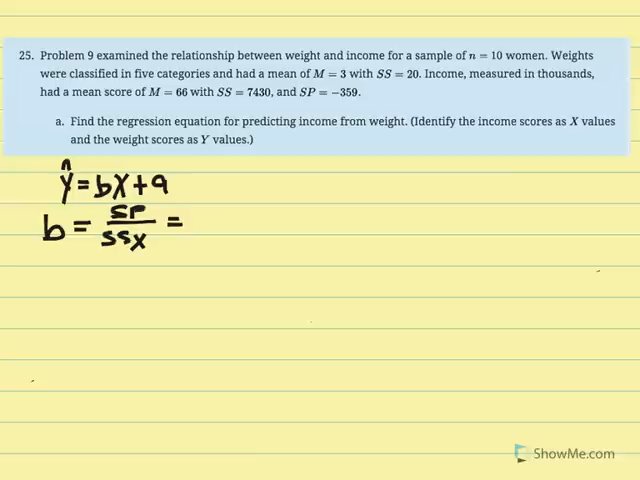 25. Problem 9 examined the relationship between weight and income for a sample of n = 10 women. Weights
were classified in five categories and had a mean of M = 3 with SS = 20. Income, measured in thousands,
had a mean score of M = 66 with SS = 7430, and SP = −359.
a. Find the regression equation for predicting income from weight. (Identify the income scores as X values
and the weight scores as Y values.)
Ŷ = bX + a
b = SP/SSX =
ShowMe.com